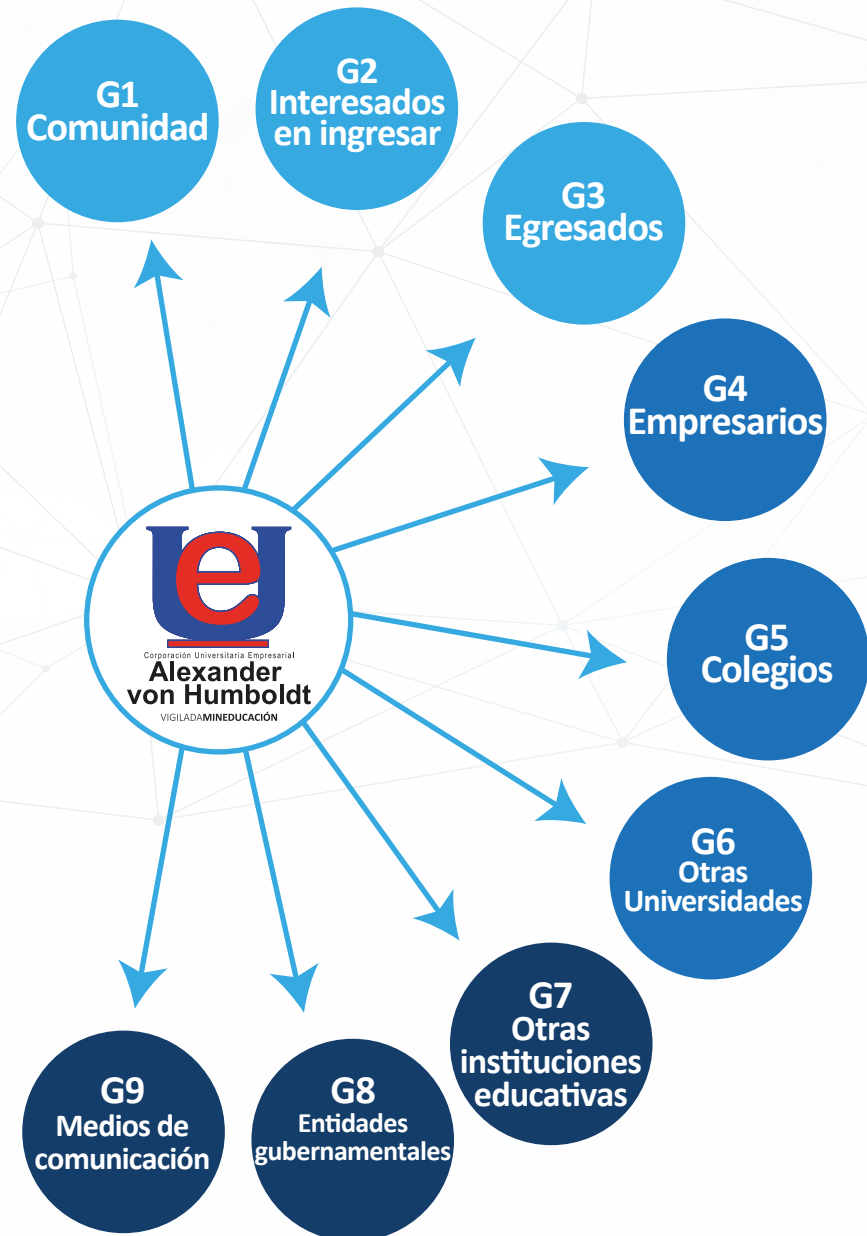 G1
Comunidad
G2
Interesados
en ingresar
G3
Egresados
G4
Empresarios
G5
Colegios
G6
Otras
Universidades
G7
Otras
instituciones
educativas
G8
Entidades
gubernamentales
G9
Medios de
comunicación
Ue
Corporación Universitaria Empresarial
Alexander
von Humboldt
VIGILADAMINEDUCACIÓN